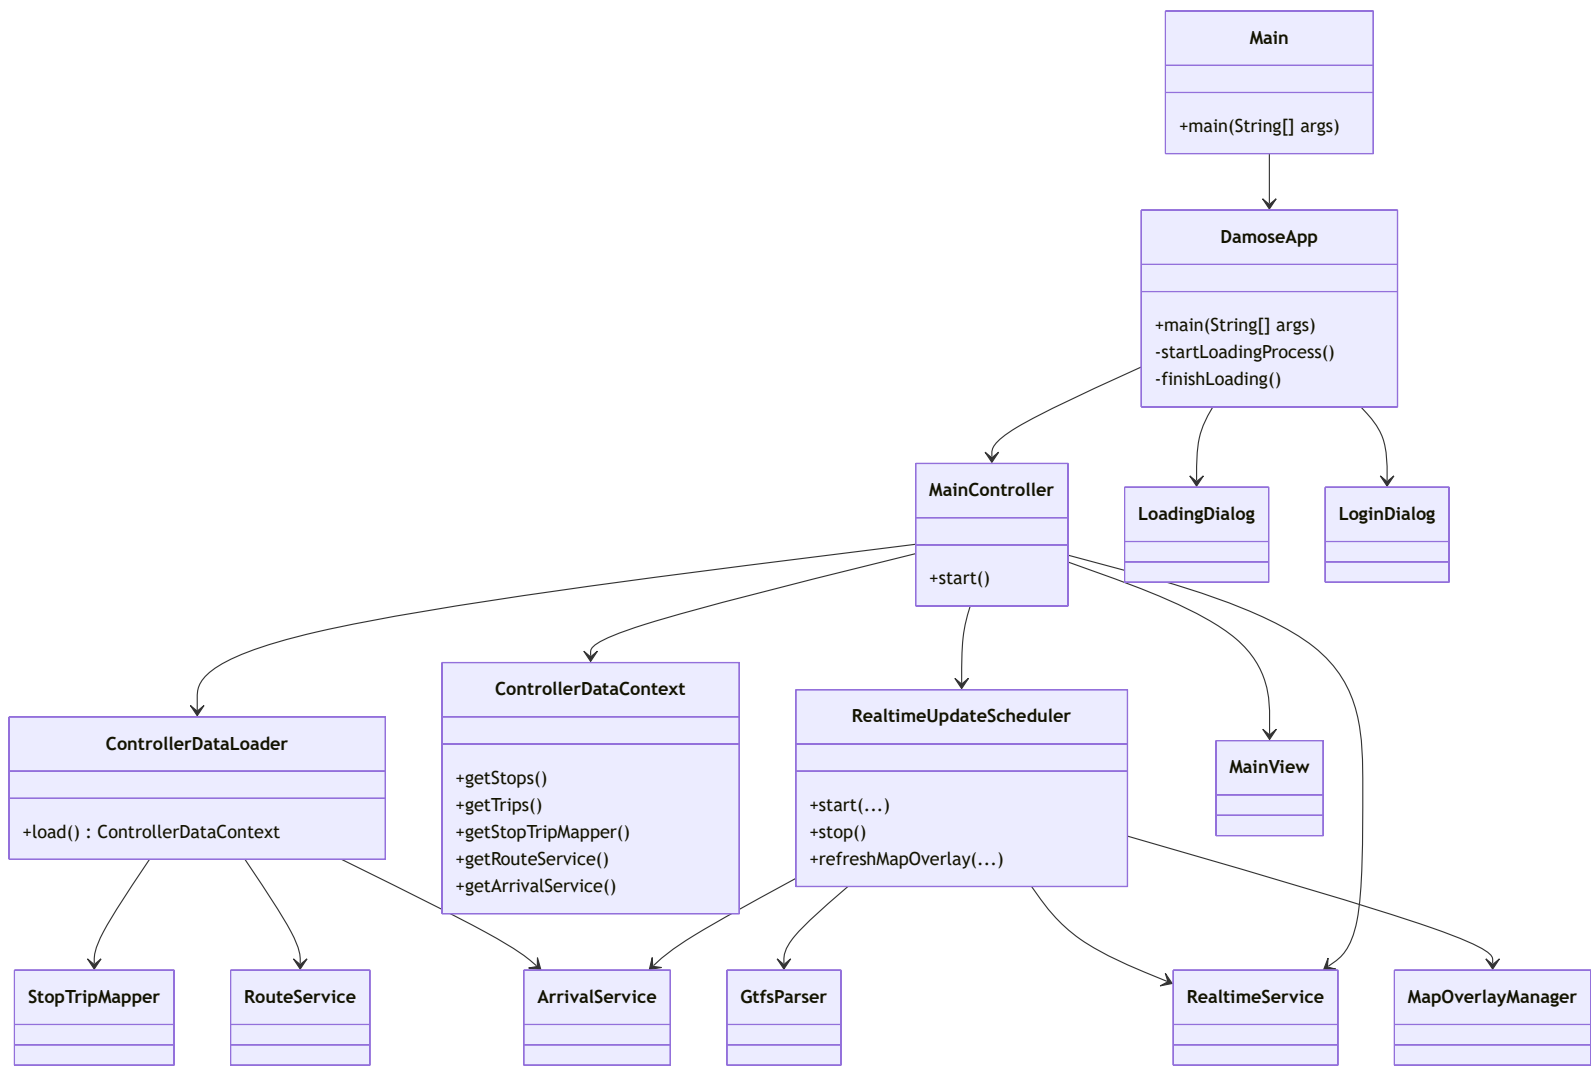 Main
+main(String[] args)
DamoseApp
+main(String[] args)
-startLoadingProcess()
-finishLoading()
MainController
+start()
LoadingDialog
LoginDialog
ControllerDataLoader
+load() : ControllerDataContext
ControllerDataContext
+getStops()
+getTrips()
+getStopTripMapper()
+getRouteService()
+getArrivalService()
RealtimeUpdateScheduler
+start(...)
+stop()
+refreshMapOverlay(...)
MainView
StopTripMapper
RouteService
ArrivalService
GtfsParser
RealtimeService
MapOverlayManager